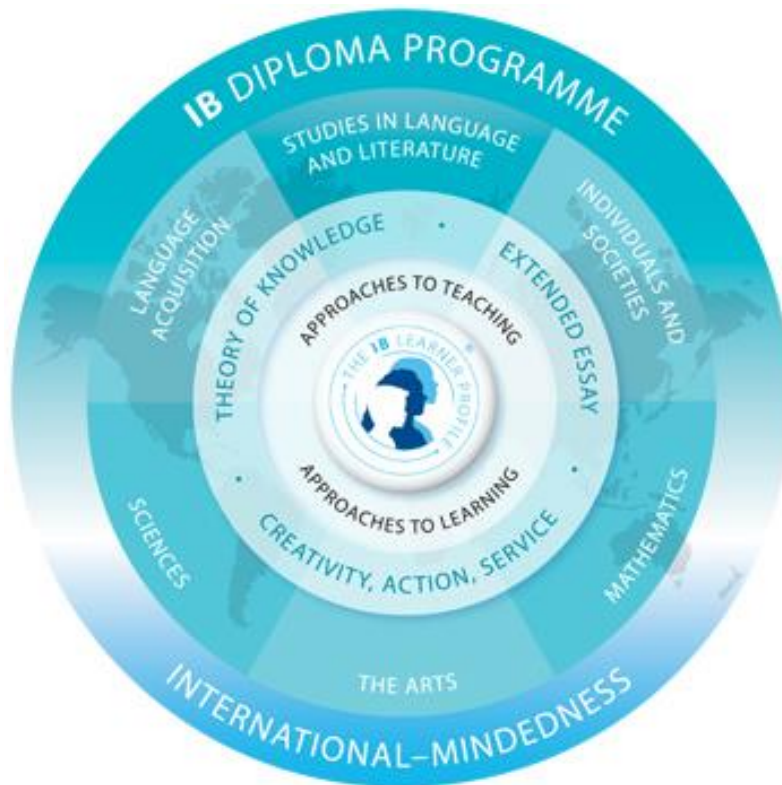 IB DIPLOMA PROGRAMME
STUDIES IN LANGUAGE
AND LITERATURE
LANGUAGE
ACQUISITION
INDIVIDUALS AND
SOCIETIES
THEORY OF KNOWLEDGE
·
EXTENDED ESSAY
APPROACHES TO TEACHING
THE IB LEARNER PROFILE
®
APPROACHES TO LEARNING
·
·
CREATIVITY, ACTION, SERVICE
SCIENCES
MATHEMATICS
THE ARTS
INTERNATIONAL–MINDEDNESS